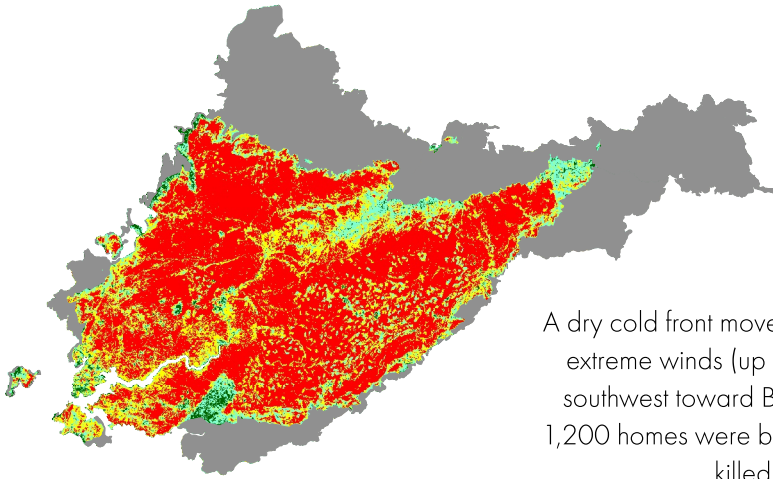 A dry cold front move
extreme winds (up
southwest toward B
1,200 homes were b
killed